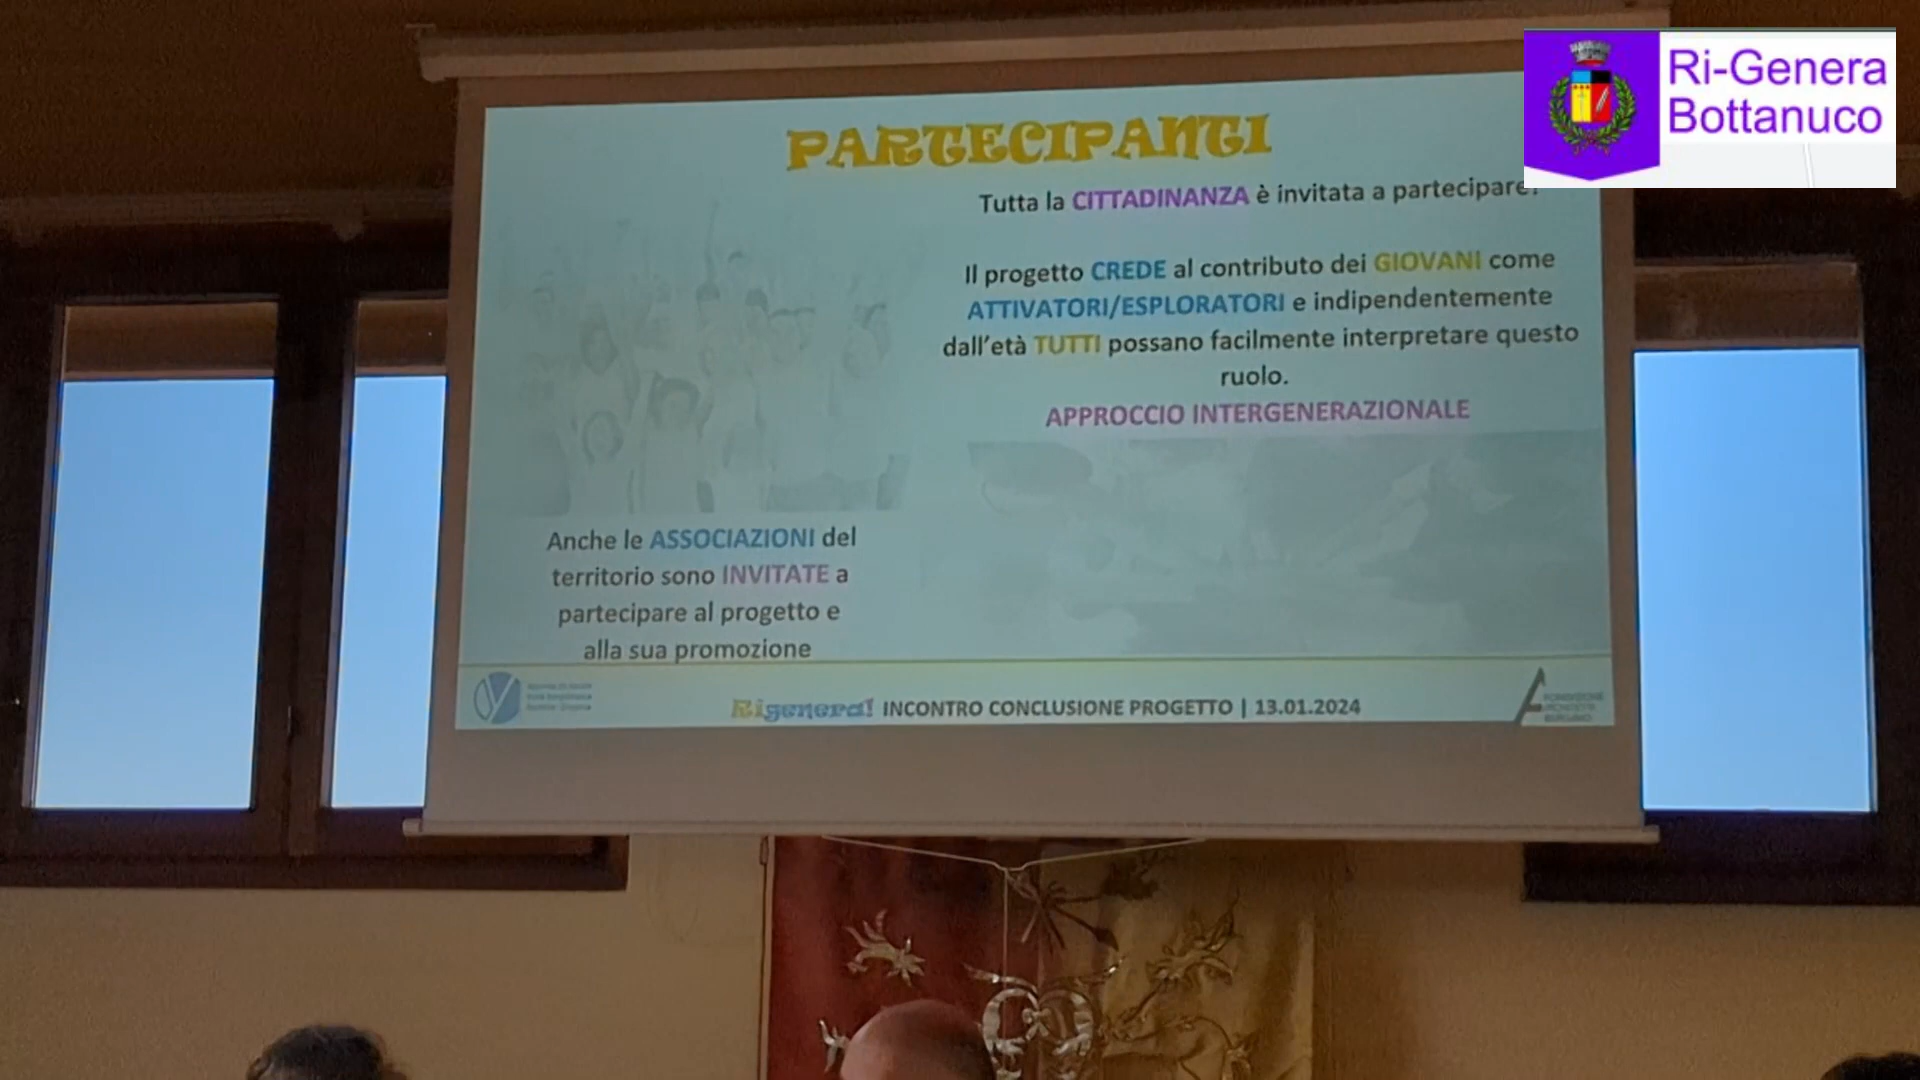 Ri-Genera
Bottanuco
PARTECIPANTI
Tutta la CITTADINANZA è invitata a partecipare!
Il progetto CREDE al contributo dei GIOVANI come
ATTIVATORI/ESPLORATORI e indipendentemente
dall'età TUTTI possano facilmente interpretare questo
ruolo.
APPROCCIO INTERGENERAZIONALE
Anche le ASSOCIAZIONI del
territorio sono INVITATE a
partecipare al progetto e
alla sua promozione
Rigenera! INCONTRO CONCLUSIONE PROGETTO | 13.01.2024